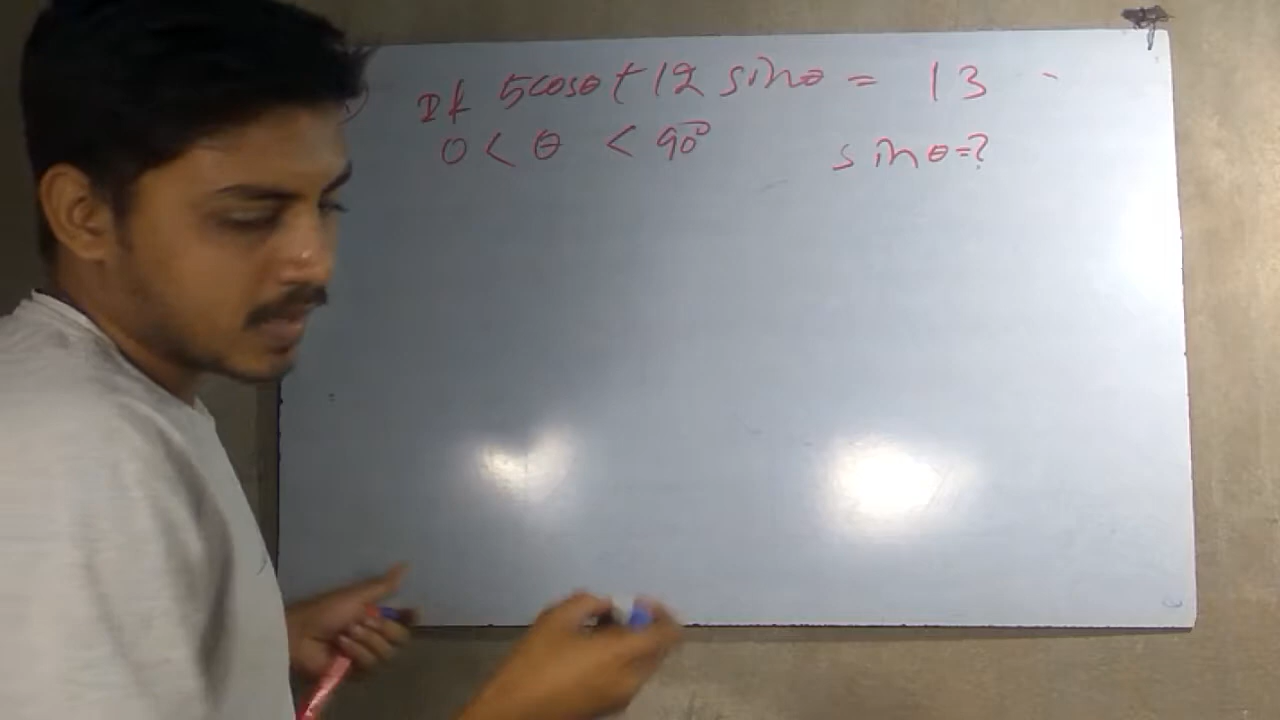 If 5cosθ + 12 sinθ = 13
0 < θ < 90° sinθ=?